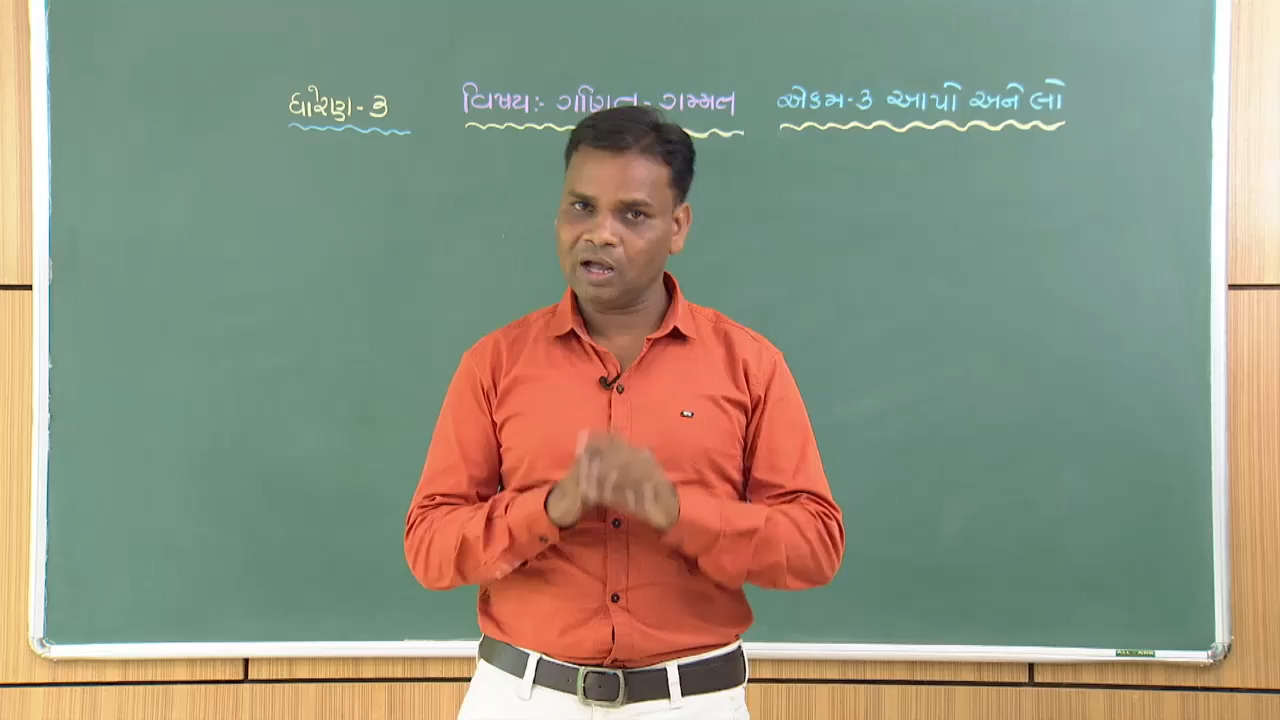 ધોરણ - ૩ વિષય :- ગણિત - ગમ્મત એકમ - ૩ આપો અને લો